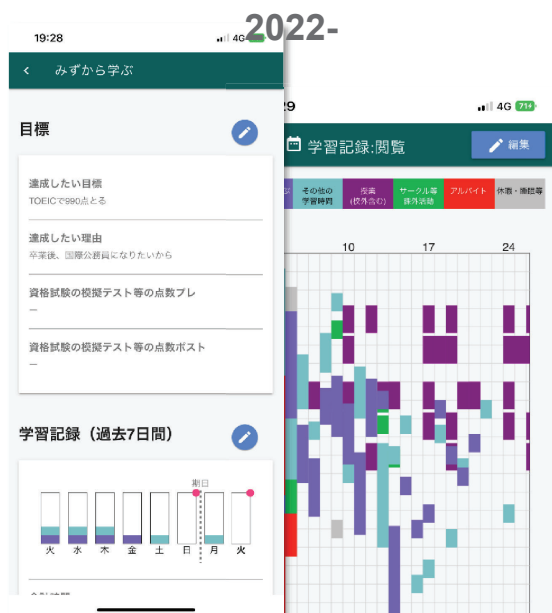 2022-
19:28
4G
みずから学ぶ
目標
達成したい目標
TOEICで990点とる
達成したい理由
卒業後、国際公務員になりたいから
資格試験の模擬テスト等の点数プレ
—
資格試験の模擬テスト等の点数ポスト
—
学習記録（過去7日間）
期日
火 水 木 金 土 日 月 火
:9
4G 71
学習記録:閲覧
編集
ぶ
その他の
学習時間
授業
(校外含む)
サークル等
課外活動
アルバイト
休暇・掃除等
10 17 24